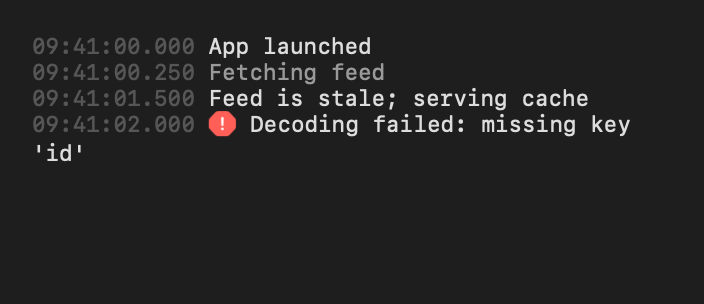 09:41:00.000 App launched
09:41:00.250 Fetching feed
09:41:01.500 Feed is stale; serving cache
09:41:02.000 Decoding failed: missing key
'id'